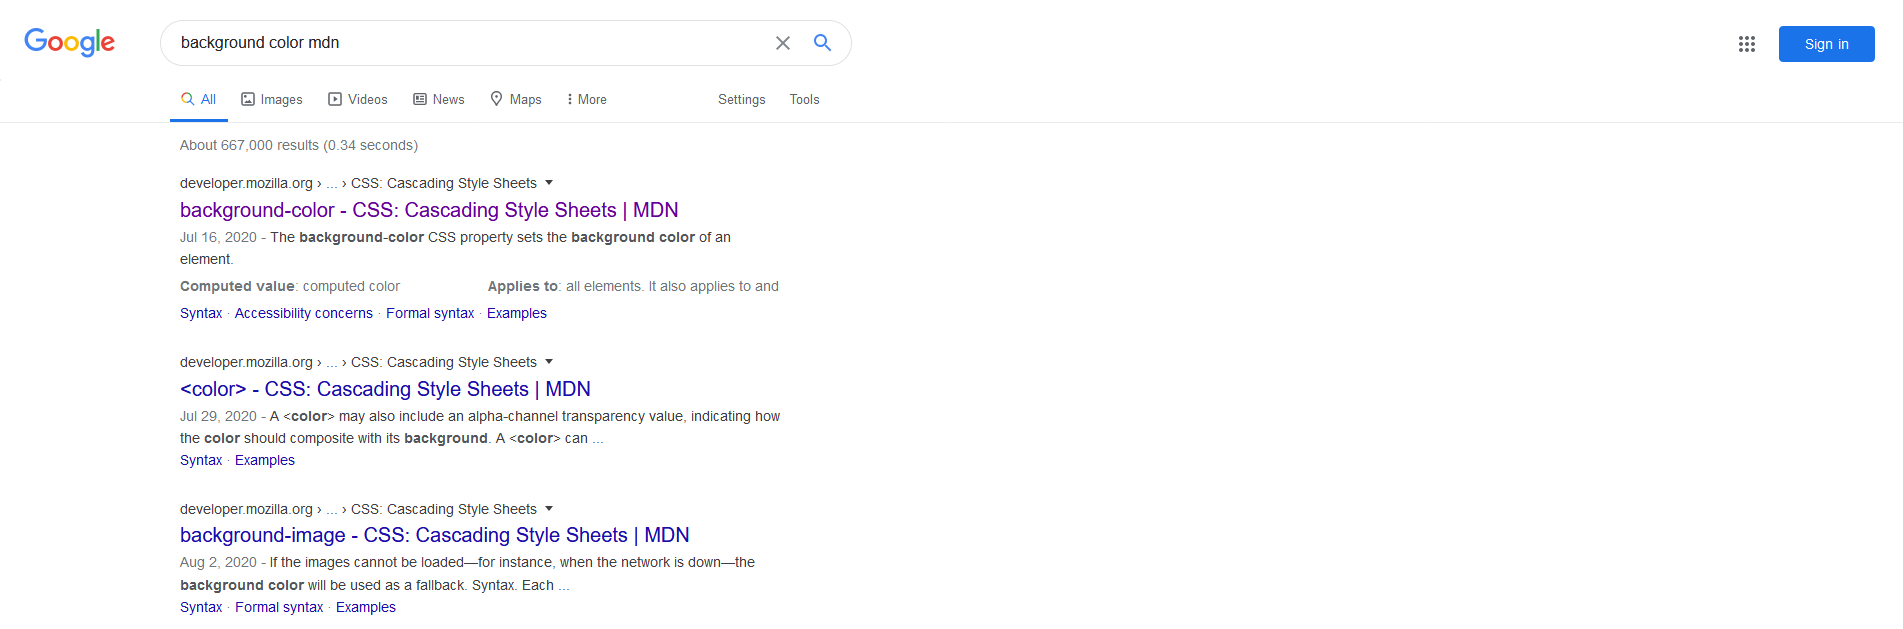 Google
background color mdn
Sign in
All Images Videos News Maps More Settings Tools
About 667,000 results (0.34 seconds)
developer.mozilla.org › ... › CSS: Cascading Style Sheets
background-color - CSS: Cascading Style Sheets | MDN
Jul 16, 2020 - The background-color CSS property sets the background color of an
element.
Computed value: computed color Applies to: all elements. It also applies to and
Syntax · Accessibility concerns · Formal syntax · Examples
developer.mozilla.org › ... › CSS: Cascading Style Sheets
<color> - CSS: Cascading Style Sheets | MDN
Jul 29, 2020 - A <color> may also include an alpha-channel transparency value, indicating how
the color should composite with its background. A <color> can ...
Syntax · Examples
developer.mozilla.org › ... › CSS: Cascading Style Sheets
background-image - CSS: Cascading Style Sheets | MDN
Aug 2, 2020 - If the images cannot be loaded—for instance, when the network is down—the
background color will be used as a fallback. Syntax. Each ...
Syntax · Formal syntax · Examples